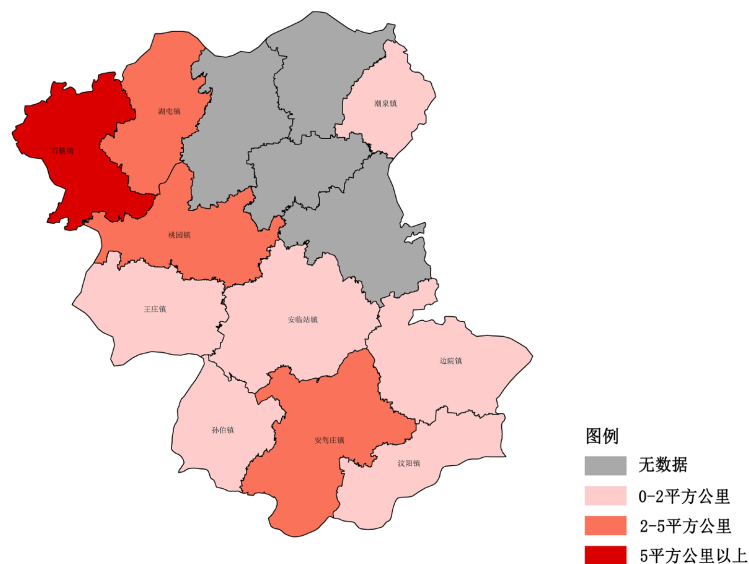 潮泉镇
湖屯镇
石横镇
桃园镇
王庄镇
安临站镇
边院镇
孙伯镇
安驾庄镇
汶阳镇
图例
无数据
0-2平方公里
2-5平方公里
5平方公里以上